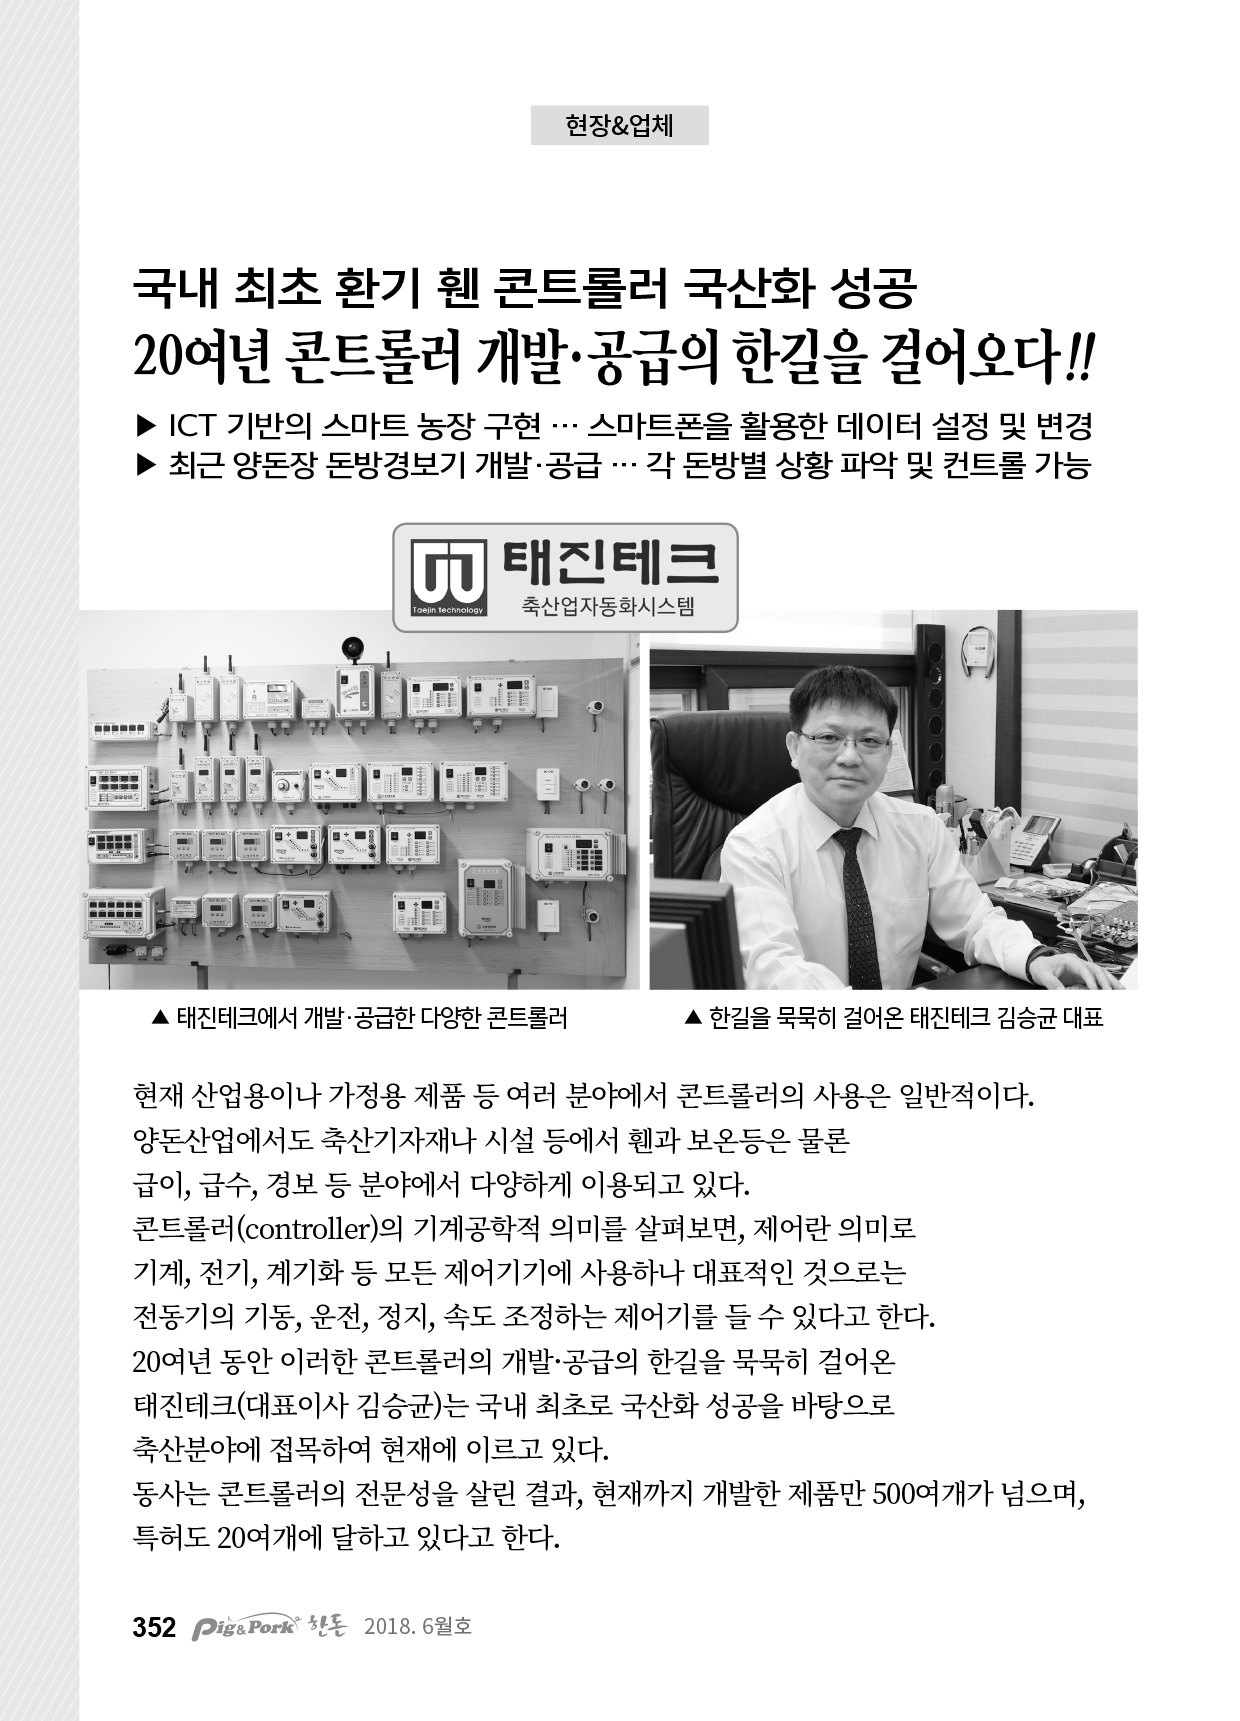 현장&업체
국내 최초 환기 휀 콘트롤러 국산화 성공
20여년 콘트롤러 개발·공급의 한길을 걸어오다!!
▶ ICT 기반의 스마트 농장 구현 … 스마트폰을 활용한 데이터 설정 및 변경
▶ 최근 양돈장 돈방경보기 개발·공급 … 각 돈방별 상황 파악 및 컨트롤 가능
태진테크
Taejin technology
축산업자동화시스템
▲ 태진테크에서 개발·공급한 다양한 콘트롤러
▲ 한길을 묵묵히 걸어온 태진테크 김승균 대표
현재 산업용이나 가정용 제품 등 여러 분야에서 콘트롤러의 사용은 일반적이다.
양돈산업에서도 축산기자재나 시설 등에서 휀과 보온등은 물론
급이, 급수, 경보 등 분야에서 다양하게 이용되고 있다.
콘트롤러(controller)의 기계공학적 의미를 살펴보면, 제어란 의미로
기계, 전기, 계기화 등 모든 제어기기에 사용하나 대표적인 것으로는
전동기의 기동, 운전, 정지, 속도 조정하는 제어기를 들 수 있다고 한다.
20여년 동안 이러한 콘트롤러의 개발·공급의 한길을 묵묵히 걸어온
태진테크(대표이사 김승균)는 국내 최초로 국산화 성공을 바탕으로
축산분야에 접목하여 현재에 이르고 있다.
동사는 콘트롤러의 전문성을 살린 결과, 현재까지 개발한 제품만 500여개가 넘으며,
특허도 20여개에 달하고 있다고 한다.
352 Pig&Pork 한돈 2018. 6월호